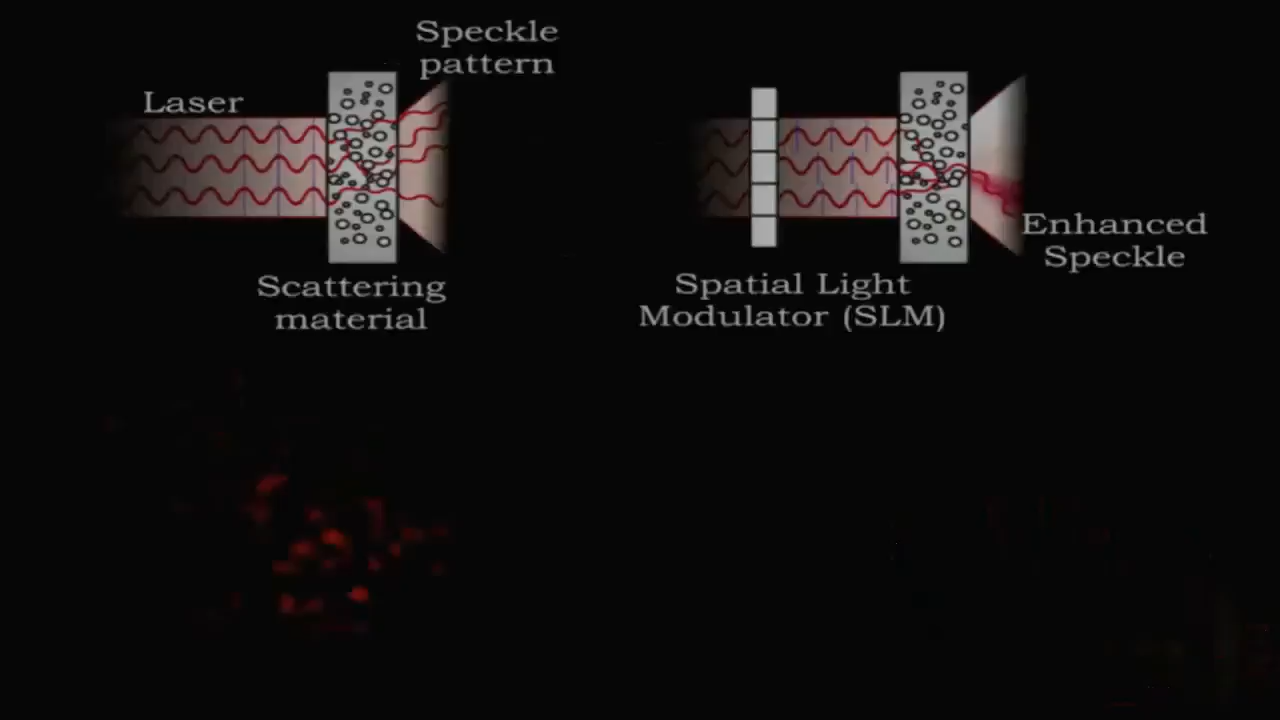 Speckle
pattern
Laser
Scattering
material
Spatial Light
Modulator (SLM)
Enhanced
Speckle